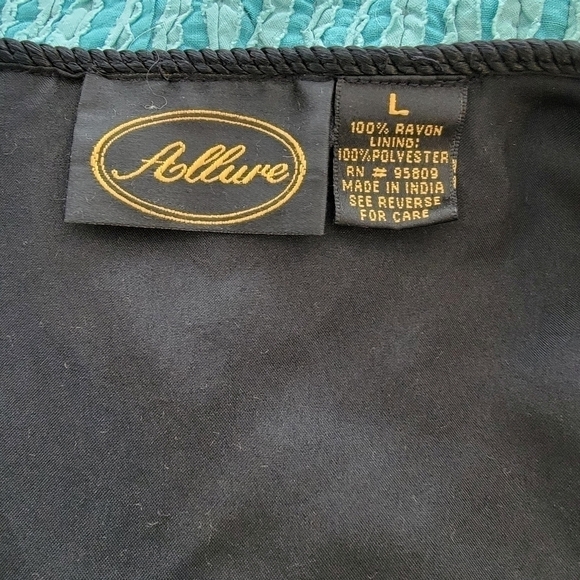 Allure
L
100% RAYON
LINING:
100%POLYESTER
RN # 95809
MADE IN INDIA
SEE REVERSE
FOR CARE